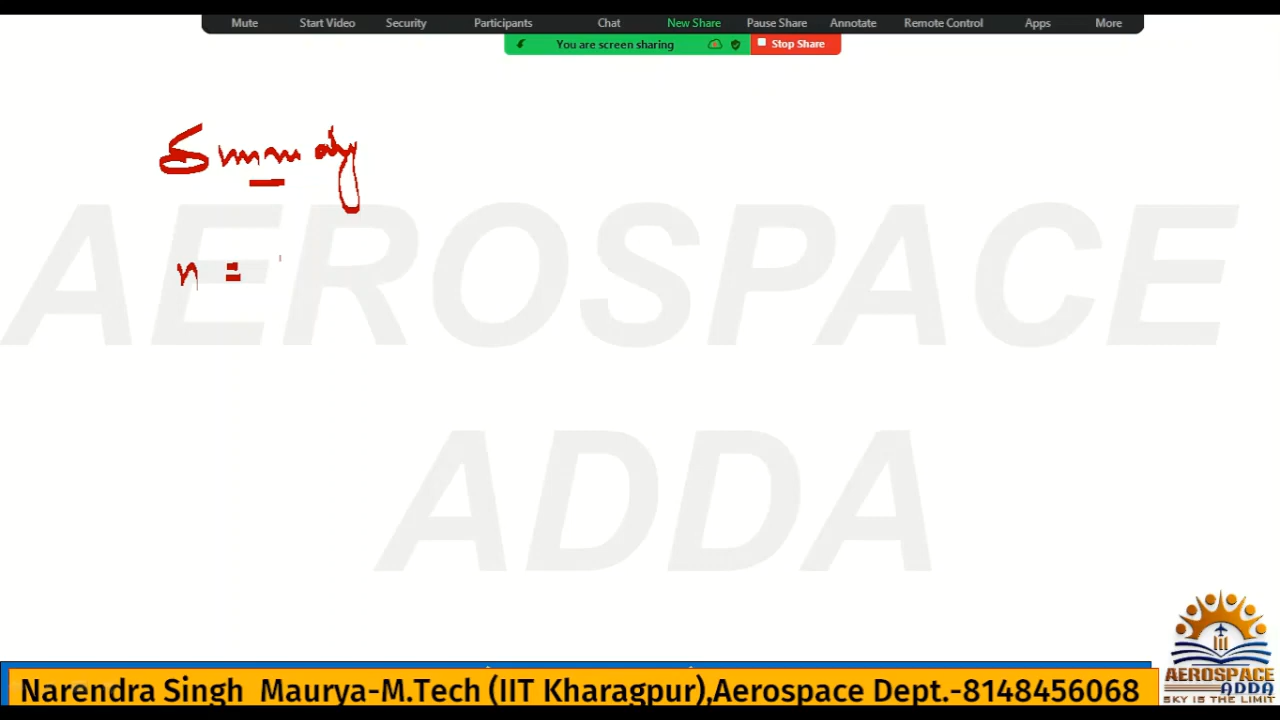 Mute Start Video Security Participants Chat New Share Pause Share Annotate Remote Control Apps More
You are screen sharing Stop Share
Summary
n =
AEROSPACE
ADDA
Narendra Singh Maurya-M.Tech (IIT Kharagpur),Aerospace Dept.-8148456068
AEROSPACE
ADDA
SKY IS THE LIMIT